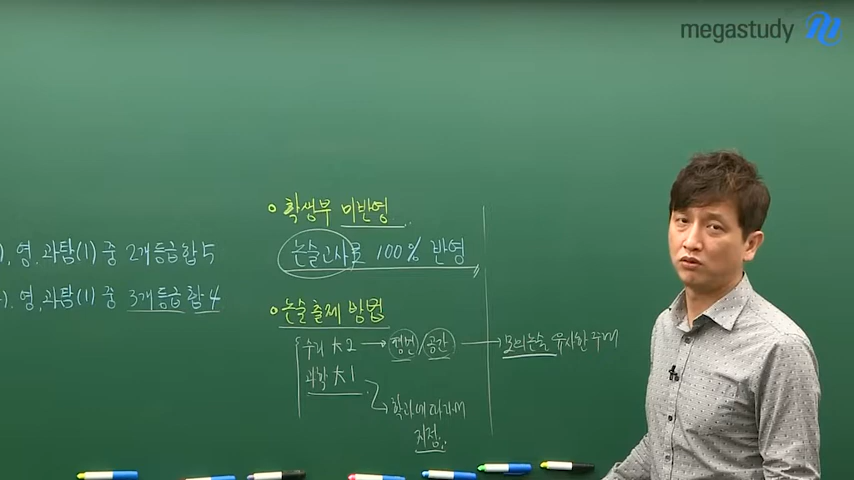 megastudy
), 영, 과탐(1) 중 2개등급합 5
). 영, 과탐(1) 중 3개등급합 4
학생부 미반영
논술고사로 100% 반영
논술출제 방법
수리 大2 → /공간 → 모의논술 유사한 주제
과학 大1
학과에 따라서
지정